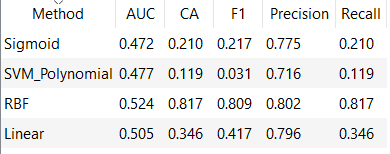 Method AUC CA F1 Precision Recall
Sigmoid 0.472 0.210 0.217 0.775 0.210
SVM_Polynomial 0.477 0.119 0.031 0.716 0.119
RBF 0.524 0.817 0.809 0.802 0.817
Linear 0.505 0.346 0.417 0.796 0.346